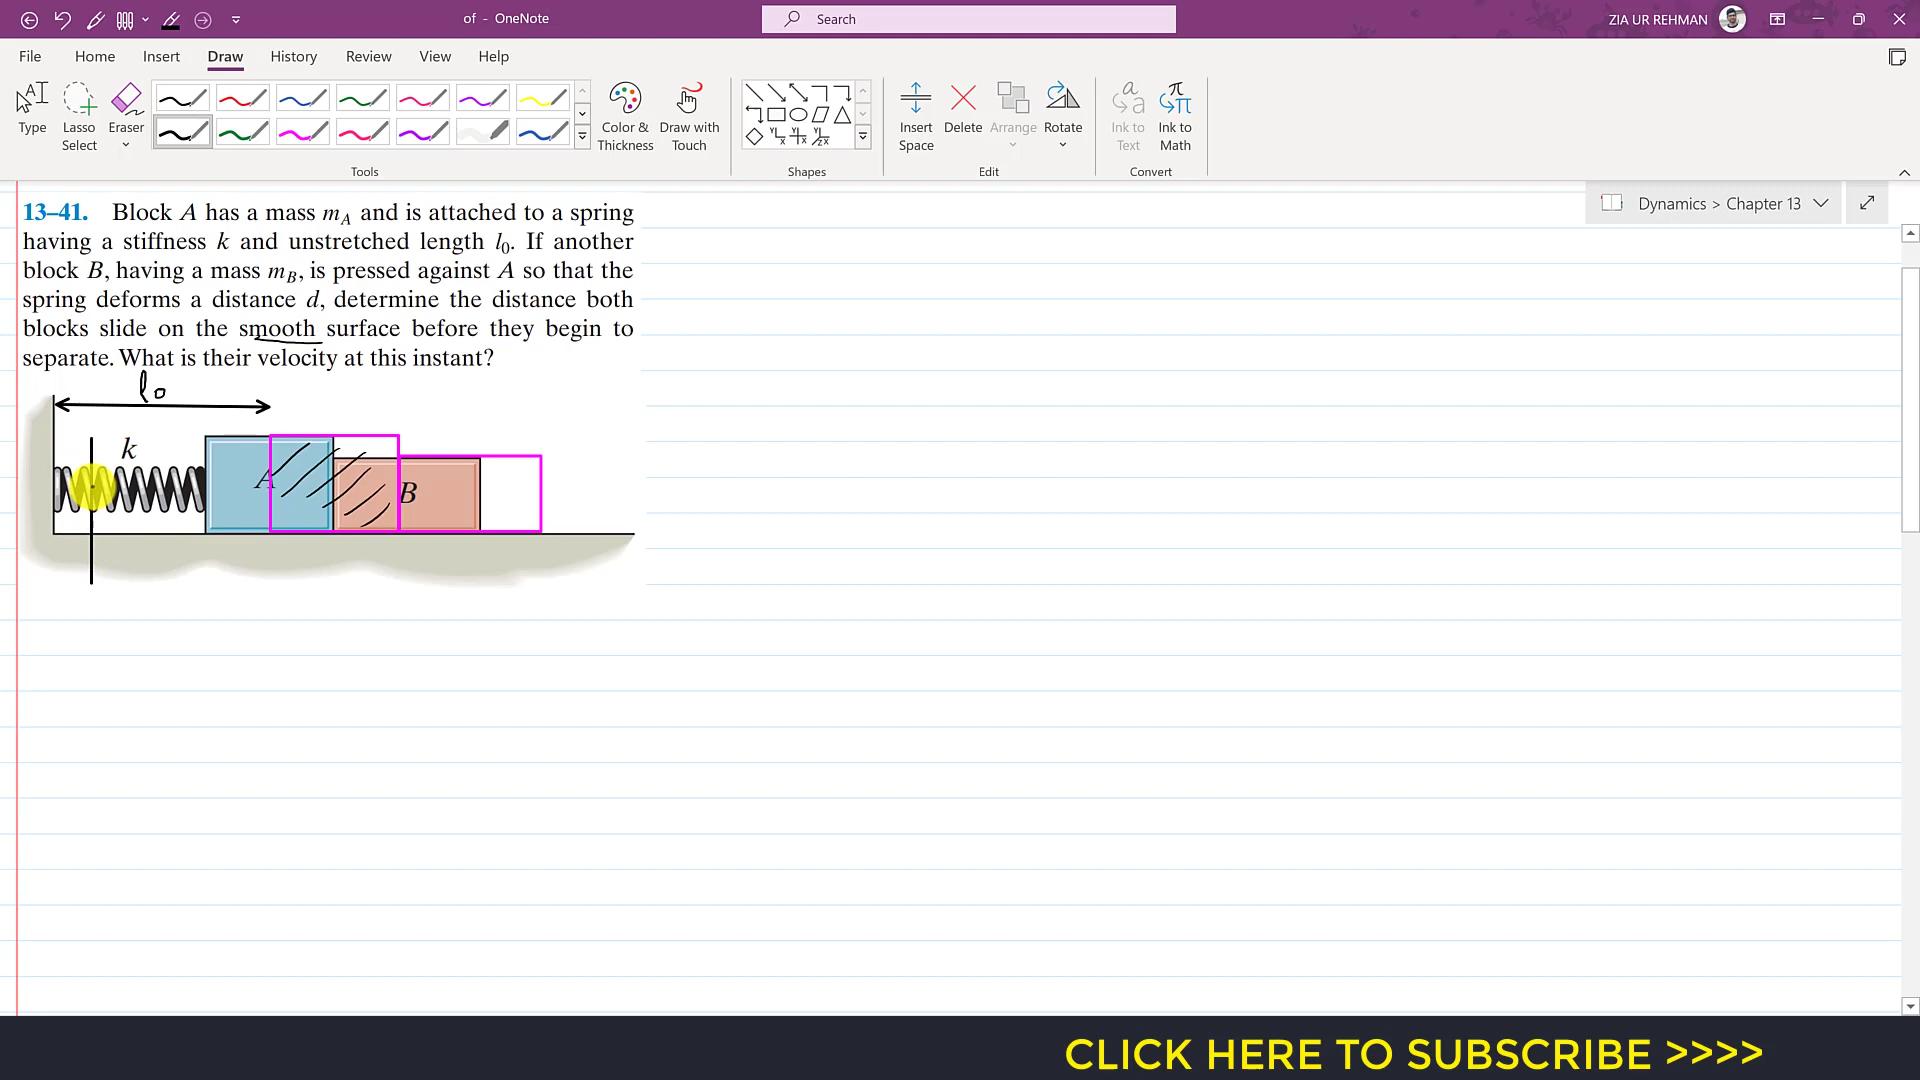 of - OneNote
Search
ZIA UR REHMAN
File Home Insert Draw History Review View Help
Type
Lasso Select
Eraser
Color & Thickness
Draw with Touch
Insert Space
Delete
Arrange
Rotate
Ink to Text
Ink to Math
Tools
Shapes
Edit
Convert
Dynamics > Chapter 13
13–41. Block A has a mass mA and is attached to a spring
having a stiffness k and unstretched length l0. If another
block B, having a mass mB, is pressed against A so that the
spring deforms a distance d, determine the distance both
blocks slide on the smooth surface before they begin to
separate. What is their velocity at this instant?
l0
k
A
B
CLICK HERE TO SUBSCRIBE >>>>